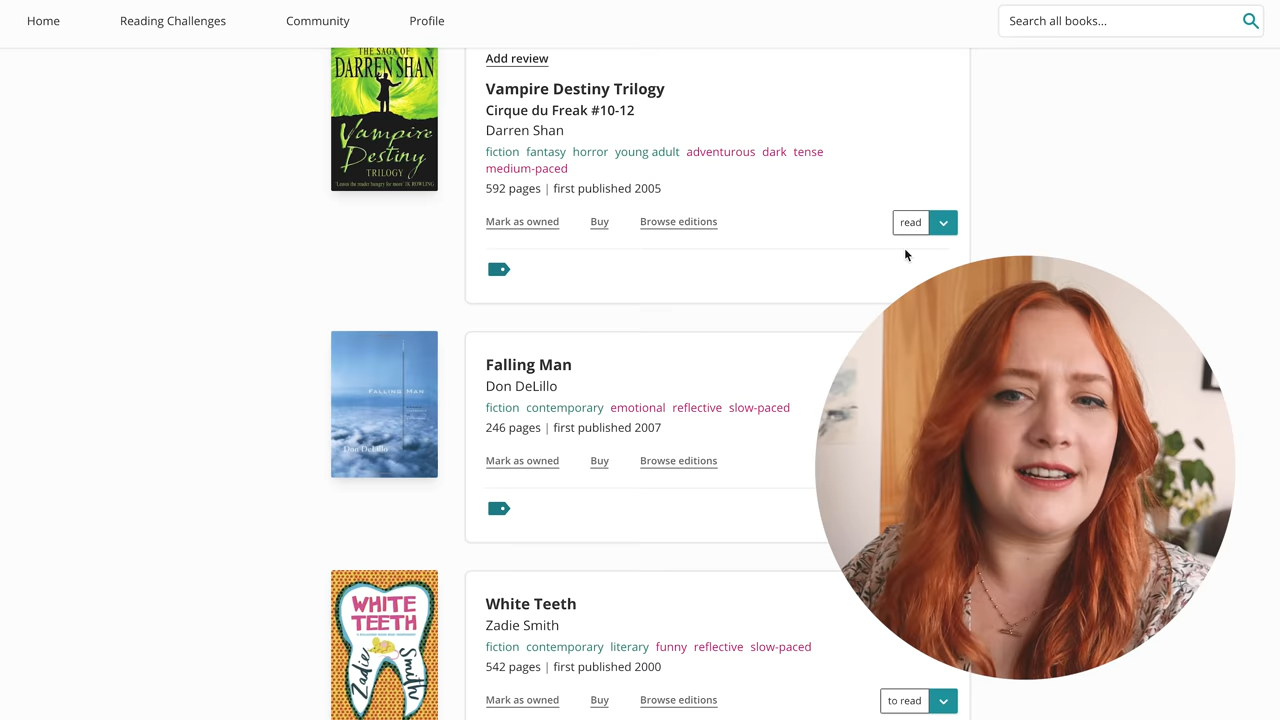 Home Reading Challenges Community Profile Search all books...
THE SAGA OF
DARREN SHAN
Vampire
Destiny
TRILOGY
Add review
Vampire Destiny Trilogy
Cirque du Freak #10-12
Darren Shan
fiction fantasy horror young adult adventurous dark tense
medium-paced
592 pages | first published 2005
Mark as owned Buy Browse editions read
FALLING MAN
Don DeLillo
Falling Man
Don DeLillo
fiction contemporary emotional reflective slow-paced
246 pages | first published 2007
Mark as owned Buy Browse editions
WHITE
TEETH
Zadie
Smith
White Teeth
Zadie Smith
fiction contemporary literary funny reflective slow-paced
542 pages | first published 2000
Mark as owned Buy Browse editions to read